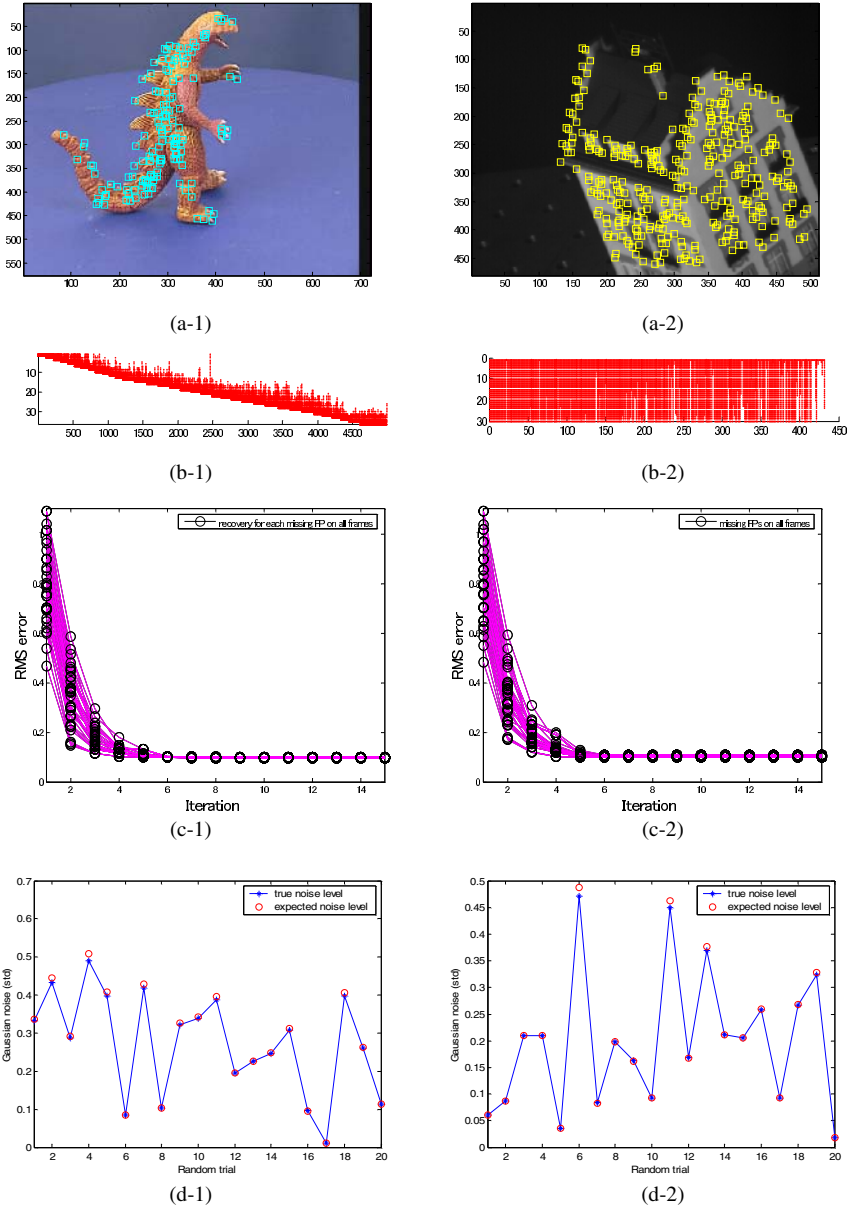 50
100
150
200
250
300
350
400
450
500
550
100 200 300 400 500 600 700
(a-1)
50
100
150
200
250
300
350
400
450
50 100 150 200 250 300 350 400 450 500
(a-2)
10
20
30
500 1000 1500 2000 2500 3000 3500 4000 4500
(b-1)
0
10
20
30
0 50 100 150 200 250 300 350 400 450
(b-2)
recovery for each missing FP on all frames
RMS error
0.4
0.2
0
2 4 6 8 10 12 14
Iteration
(c-1)
missing FPs on all frames
RMS error
0.4
0.2
0
2 4 6 8 10 12 14
Iteration
(c-2)
true noise level
expected noise level
Gaussian noise (std)
0.7
0.6
0.5
0.4
0.3
0.2
0.1
0
2 4 6 8 10 12 14 16 18 20
Random trial
(d-1)
true noise level
expected noise level
Gaussian noise (std)
0.5
0.45
0.4
0.35
0.3
0.25
0.2
0.15
0.1
0.05
0
2 4 6 8 10 12 14 16 18 20
Random trial
(d-2)